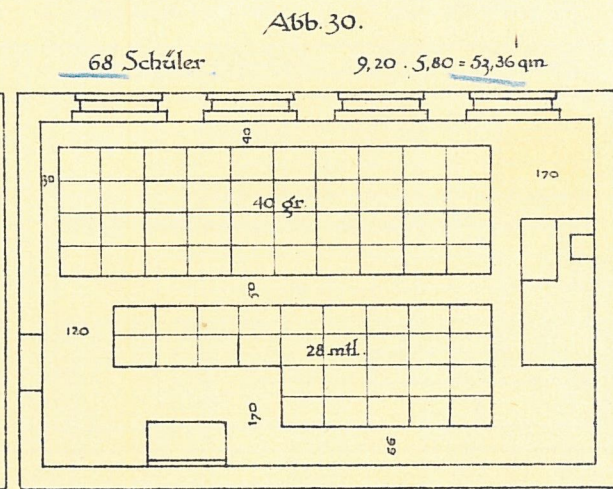 Abb. 30.
68 Schüler
9,20 . 5,80 = 53,36 qm
40
30
170
40 gr.
50
120
28 mtl.
170
66